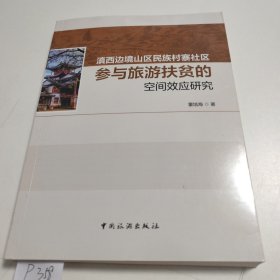 滇西边境山区民族村寨社区
参与旅游扶贫的
空间效应研究
著
中国旅游出版社
P358